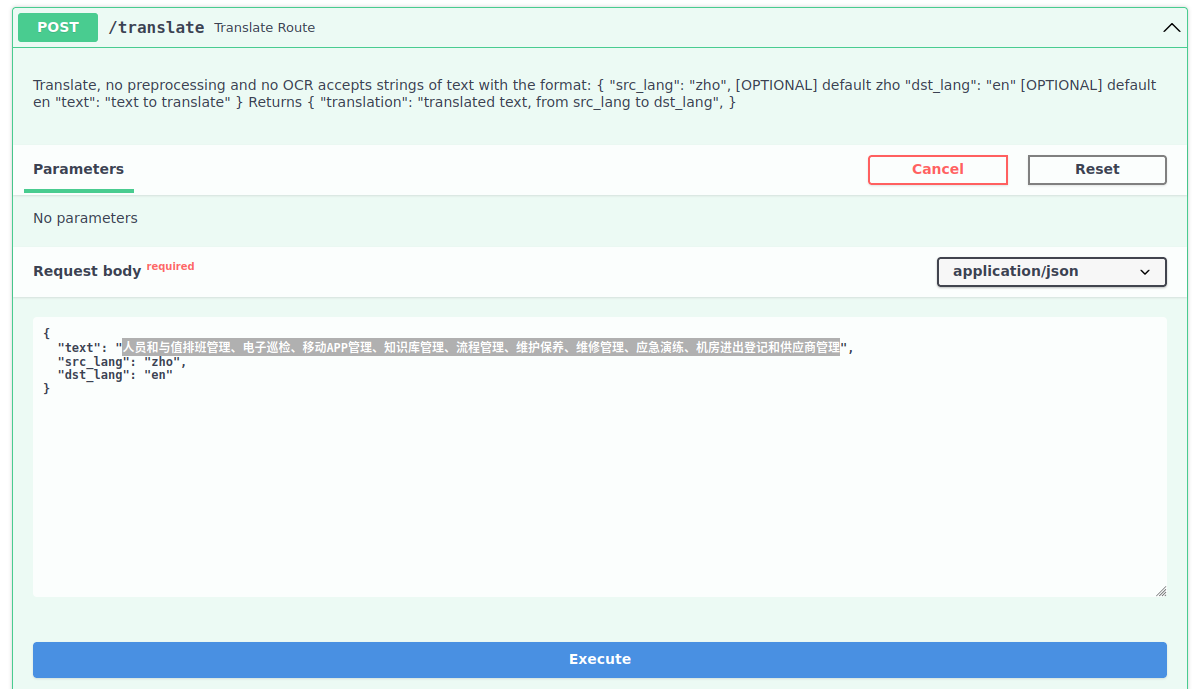 POST /translate Translate Route
Translate, no preprocessing and no OCR accepts strings of text with the format: { "src_lang": "zho", [OPTIONAL] default zho "dst_lang": "en" [OPTIONAL] default
en "text": "text to translate" } Returns { "translation": "translated text, from src_lang to dst_lang", }
Parameters
Cancel
Reset
No parameters
Request body required
application/json
{
"text": "人员和与值排班管理、电子巡检、移动APP管理、知识库管理、流程管理、维护保养、维修管理、应急演练、机房进出登记和供应商管理",
"src_lang": "zho",
"dst_lang": "en"
}
Execute